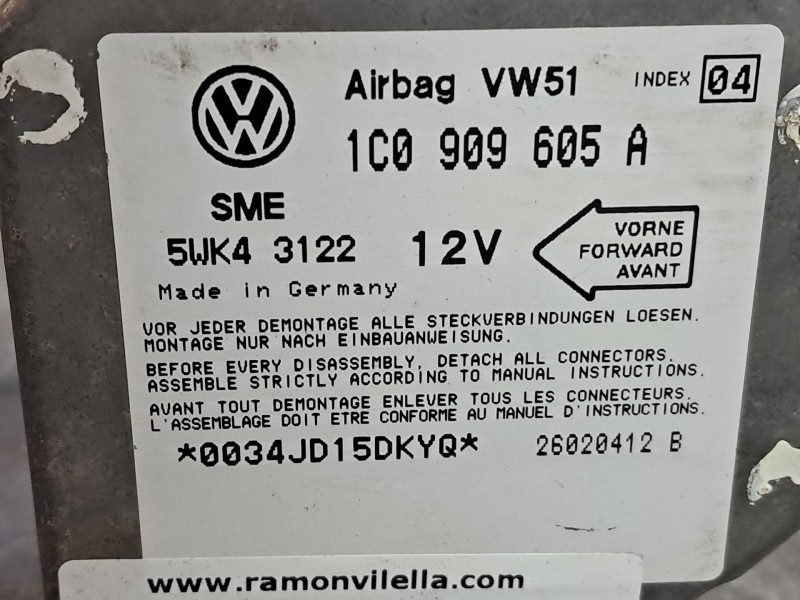 Airbag VW51 INDEX 04
1C0 909 605 A
SME
5WK4 3122 12V
VORNE
FORWARD
AVANT
Made in Germany
VOR JEDER DEMONTAGE ALLE STECKVERBINDUNGEN LOESEN.
MONTAGE NUR NACH EINBAUANWEISUNG.
BEFORE EVERY DISASSEMBLY, DETACH ALL CONNECTORS.
ASSEMBLE STRICTLY ACCORDING TO MANUAL INSTRUCTIONS.
AVANT TOUT DEMONTAGE ENLEVER TOUS LES CONNECTEURS.
L'ASSEMBLAGE DOIT ETRE CONFORME AU MANUEL D'INSTRUCTIONS.
*0034JD15DKYQ* 26020412 B
www.ramonvilella.com